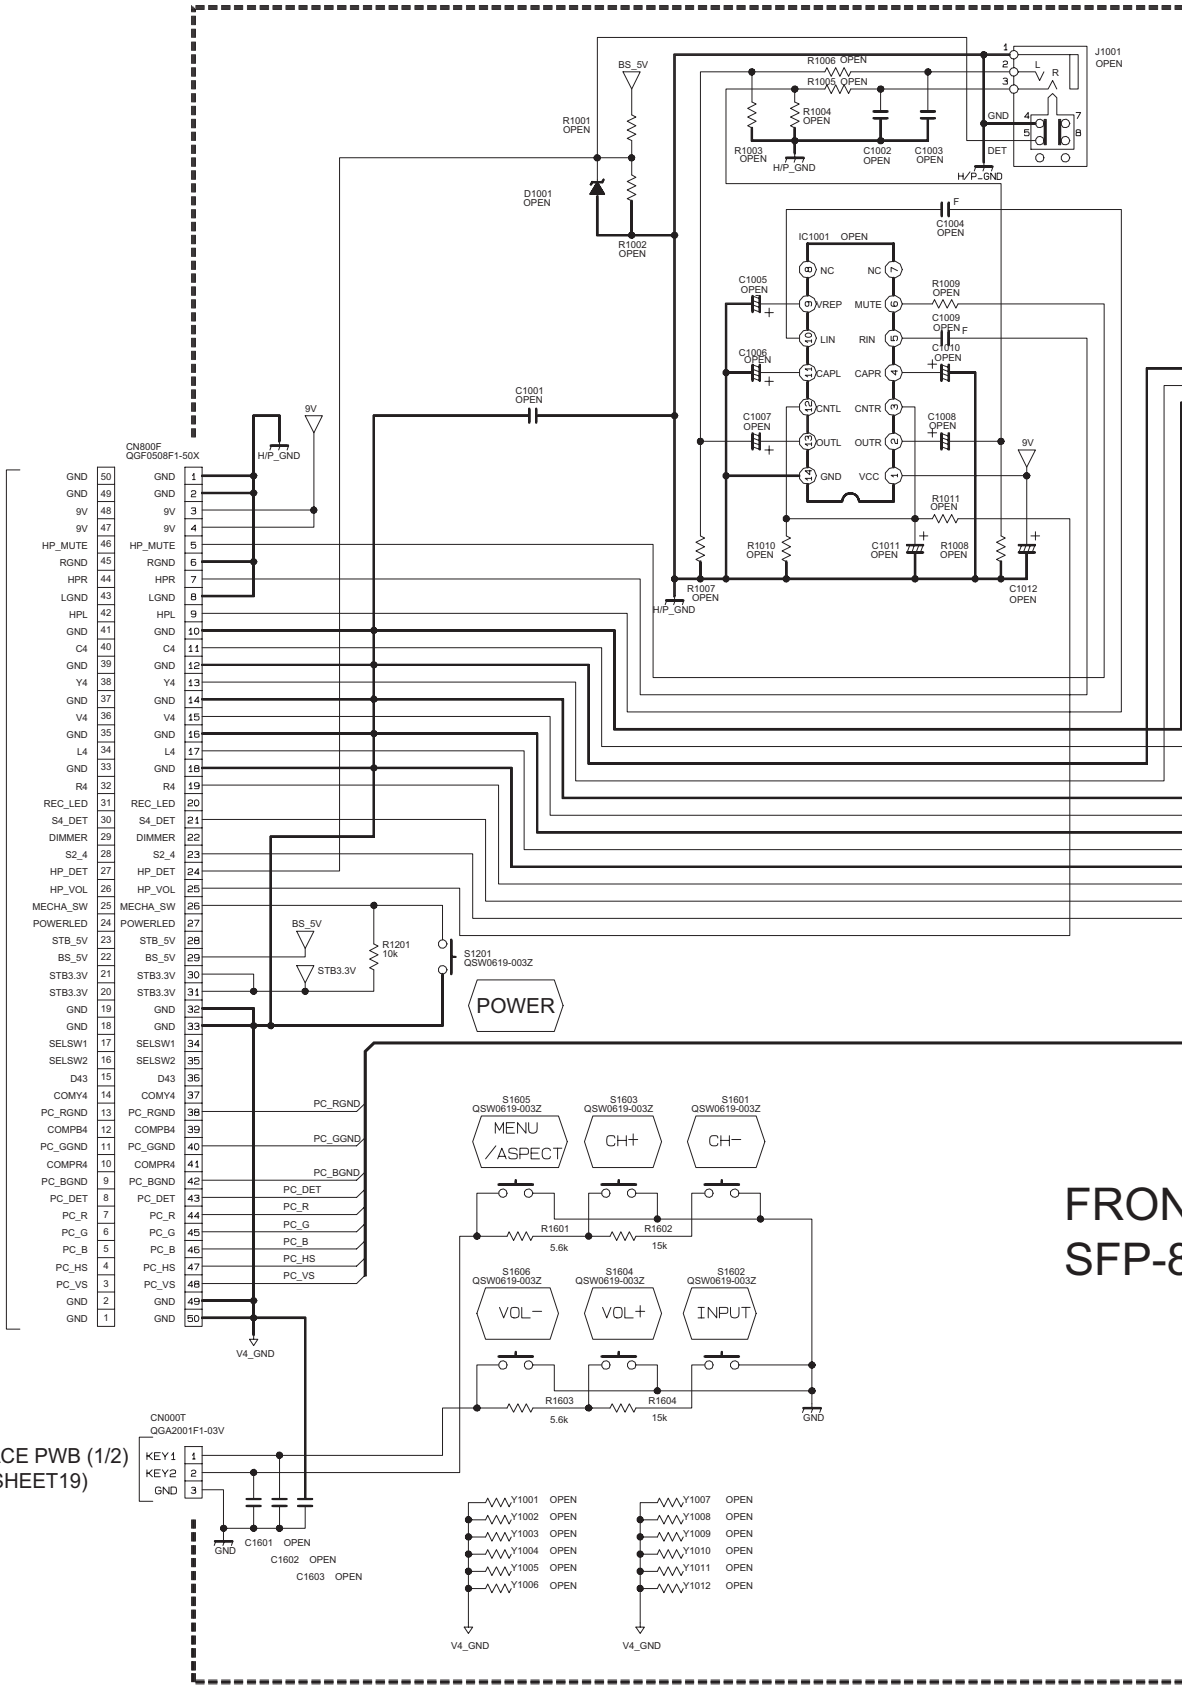 BS_5V
R1001
OPEN
D1001
OPEN
R1002
OPEN
R1006 OPEN
R1005 OPEN
R1004
OPEN
R1003
OPEN
H/P_GND
C1002
OPEN
C1003
OPEN
J1001
OPEN
1
2
3
L
R
GND 4
5
7
8
DET
H/P_GND
F
C1004
OPEN
IC1001 OPEN
8 NC
NC 7
9 VREP
MUTE 6
10 LIN
RIN 5
11 CAPL
CAPR 4
12 CNTL
CNTR 3
13 OUTL
OUTR 2
14 GND
VCC 1
C1005
OPEN
+
C1006
OPEN
+
C1007
OPEN
+
R1009
OPEN
C1009
OPEN F
C1010
OPEN
+
C1008
OPEN
+
9V
R1011
OPEN
R1010
OPEN
C1011
OPEN
+
R1008
OPEN
+
C1012
OPEN
R1007
OPEN
H/P_GND
C1001
OPEN
9V
H/P_GND
CN800F
QGF0508F1-50X
GND 50 GND 1
GND 49 GND 2
9V 48 9V 3
9V 47 9V 4
HP_MUTE 46 HP_MUTE 5
RGND 45 RGND 6
HPR 44 HPR 7
LGND 43 LGND 8
HPL 42 HPL 9
GND 41 GND 10
C4 40 C4 11
GND 39 GND 12
Y4 38 Y4 13
GND 37 GND 14
V4 36 V4 15
GND 35 GND 16
L4 34 L4 17
GND 33 GND 18
R4 32 R4 19
REC_LED 31 REC_LED 20
S4_DET 30 S4_DET 21
DIMMER 29 DIMMER 22
S2_4 28 S2_4 23
HP_DET 27 HP_DET 24
HP_VOL 26 HP_VOL 25
MECHA_SW 25 MECHA_SW 26
POWERLED 24 POWERLED 27
STB_5V 23 STB_5V 28
BS_5V 22 BS_5V 29
STB3.3V 21 STB3.3V 30
STB3.3V 20 STB3.3V 31
GND 19 GND 32
GND 18 GND 33
SELSW1 17 SELSW1 34
SELSW2 16 SELSW2 35
D43 15 D43 36
COMY4 14 COMY4 37
PC_RGND 13 PC_RGND 38
COMPB4 12 COMPB4 39
PC_GGND 11 PC_GGND 40
COMPR4 10 COMPR4 41
PC_BGND 9 PC_BGND 42
PC_DET 8 PC_DET 43
PC_R 7 PC_R 44
PC_G 6 PC_G 45
PC_B 5 PC_B 46
PC_HS 4 PC_HS 47
PC_VS 3 PC_VS 48
GND 2 GND 49
GND 1 GND 50
BS_5V
STB3.3V
R1201
10k
S1201
QSW0619-003Z
POWER
PC_RGND
PC_GGND
PC_BGND
PC_DET
PC_R
PC_G
PC_B
PC_HS
PC_VS
V4_GND
S1605
QSW0619-003Z
MENU
/ASPECT
S1603
QSW0619-003Z
CH+
S1601
QSW0619-003Z
CH-
R1601
5.6k
R1602
15k
S1606
QSW0619-003Z
VOL-
S1604
QSW0619-003Z
VOL+
S1602
QSW0619-003Z
INPUT
R1603
5.6k
R1604
15k
GND
FRON
SFP-8
CN000T
QGA2001F1-03V
ACE PWB (1/2)
SHEET19)
KEY1 1
KEY2 2
GND 3
GND
C1601 OPEN
C1602 OPEN
C1603 OPEN
Y1001 OPEN
Y1002 OPEN
Y1003 OPEN
Y1004 OPEN
Y1005 OPEN
Y1006 OPEN
V4_GND
Y1007 OPEN
Y1008 OPEN
Y1009 OPEN
Y1010 OPEN
Y1011 OPEN
Y1012 OPEN
V4_GND